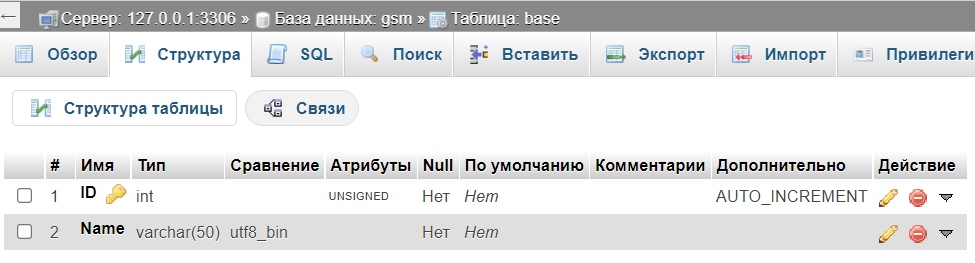 ← Сервер: 127.0.0.1:3306 » База данных: gsm » Таблица: base
Обзор Структура SQL Поиск Вставить Экспорт Импорт Привилеги
Структура таблицы Связи
# Имя Тип Сравнение Атрибуты Null По умолчанию Комментарии Дополнительно Действие
1 ID int UNSIGNED Нет Нет AUTO_INCREMENT
2 Name varchar(50) utf8_bin Нет Нет